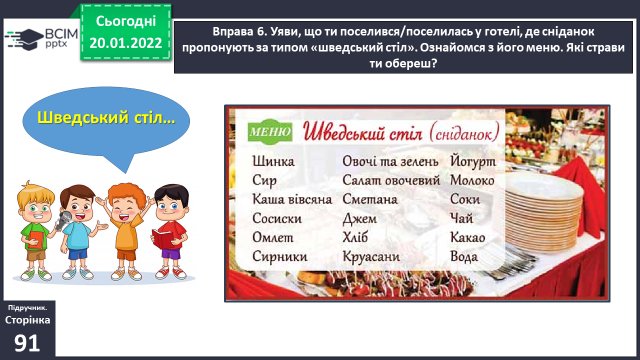 Сьогодні
20.01.2022
BCIM
pptx
Вправа 6. Уяви, що ти поселився/поселилась у готелі, де сніданок
пропонують за типом «шведський стіл». Ознайомся з його меню. Які страви
ти обереш?
Шведський стіл…
МЕНЮ Шведський стіл (сніданок)
Шинка Овочі та зелень Йогурт
Сир Салат овочевий Молоко
Каша вівсяна Сметана Соки
Сосиски Джем Чай
Омлет Хліб Какао
Сирники Круасани Вода
Підручник.
Сторінка
91